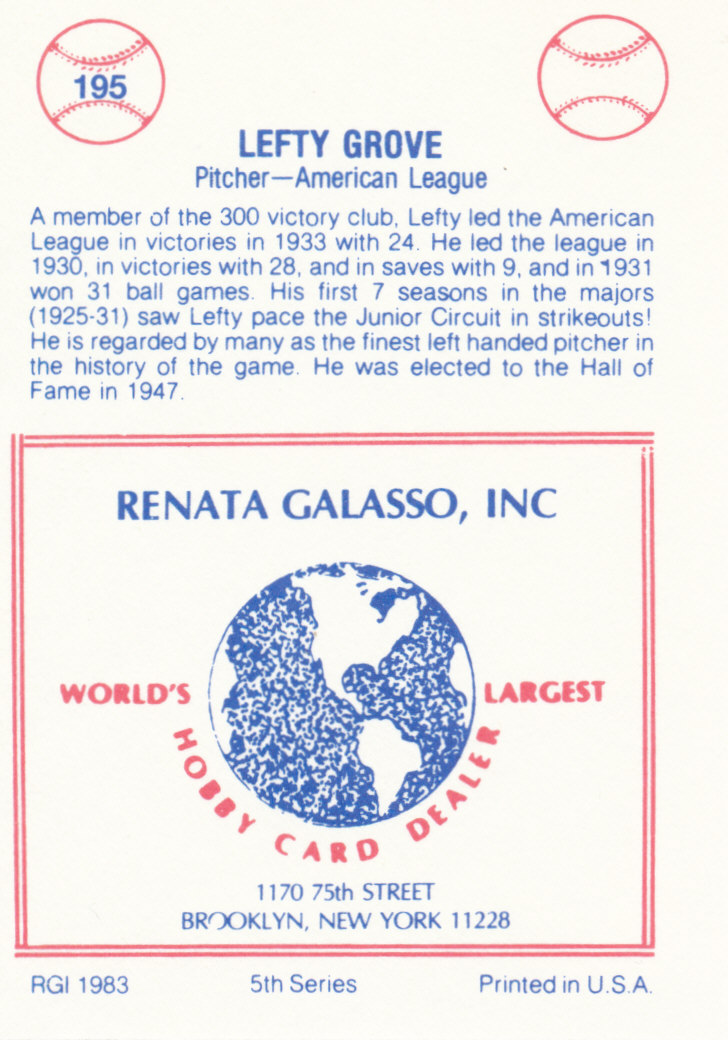 195
LEFTY GROVE
Pitcher—American League
A member of the 300 victory club, Lefty led the American
League in victories in 1933 with 24. He led the league in
1930, in victories with 28, and in saves with 9, and in 1931
won 31 ball games. His first 7 seasons in the majors
(1925-31) saw Lefty pace the Junior Circuit in strikeouts!
He is regarded by many as the finest left handed pitcher in
the history of the game. He was elected to the Hall of
Fame in 1947.
RENATA GALASSO, INC
WORLD'S LARGEST
HOBBY CARD DEALER
1170 75th STREET
BROOKLYN, NEW YORK 11228
RGI 1983 5th Series Printed in U.S.A.